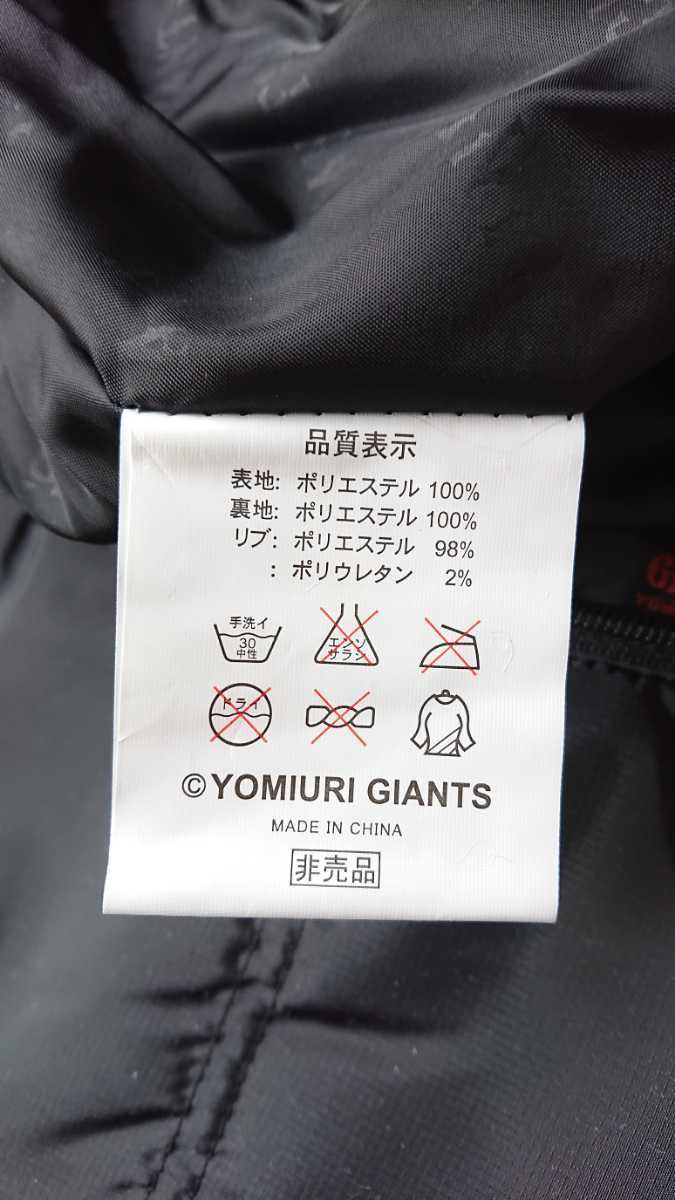 品質表示
表地: ポリエステル 100%
裏地: ポリエステル 100%
リブ: ポリエステル 98%
: ポリウレタン 2%
手洗イ
30
中性
エンソ
サラシ
ドライ
©YOMIURI GIANTS
MADE IN CHINA
非売品